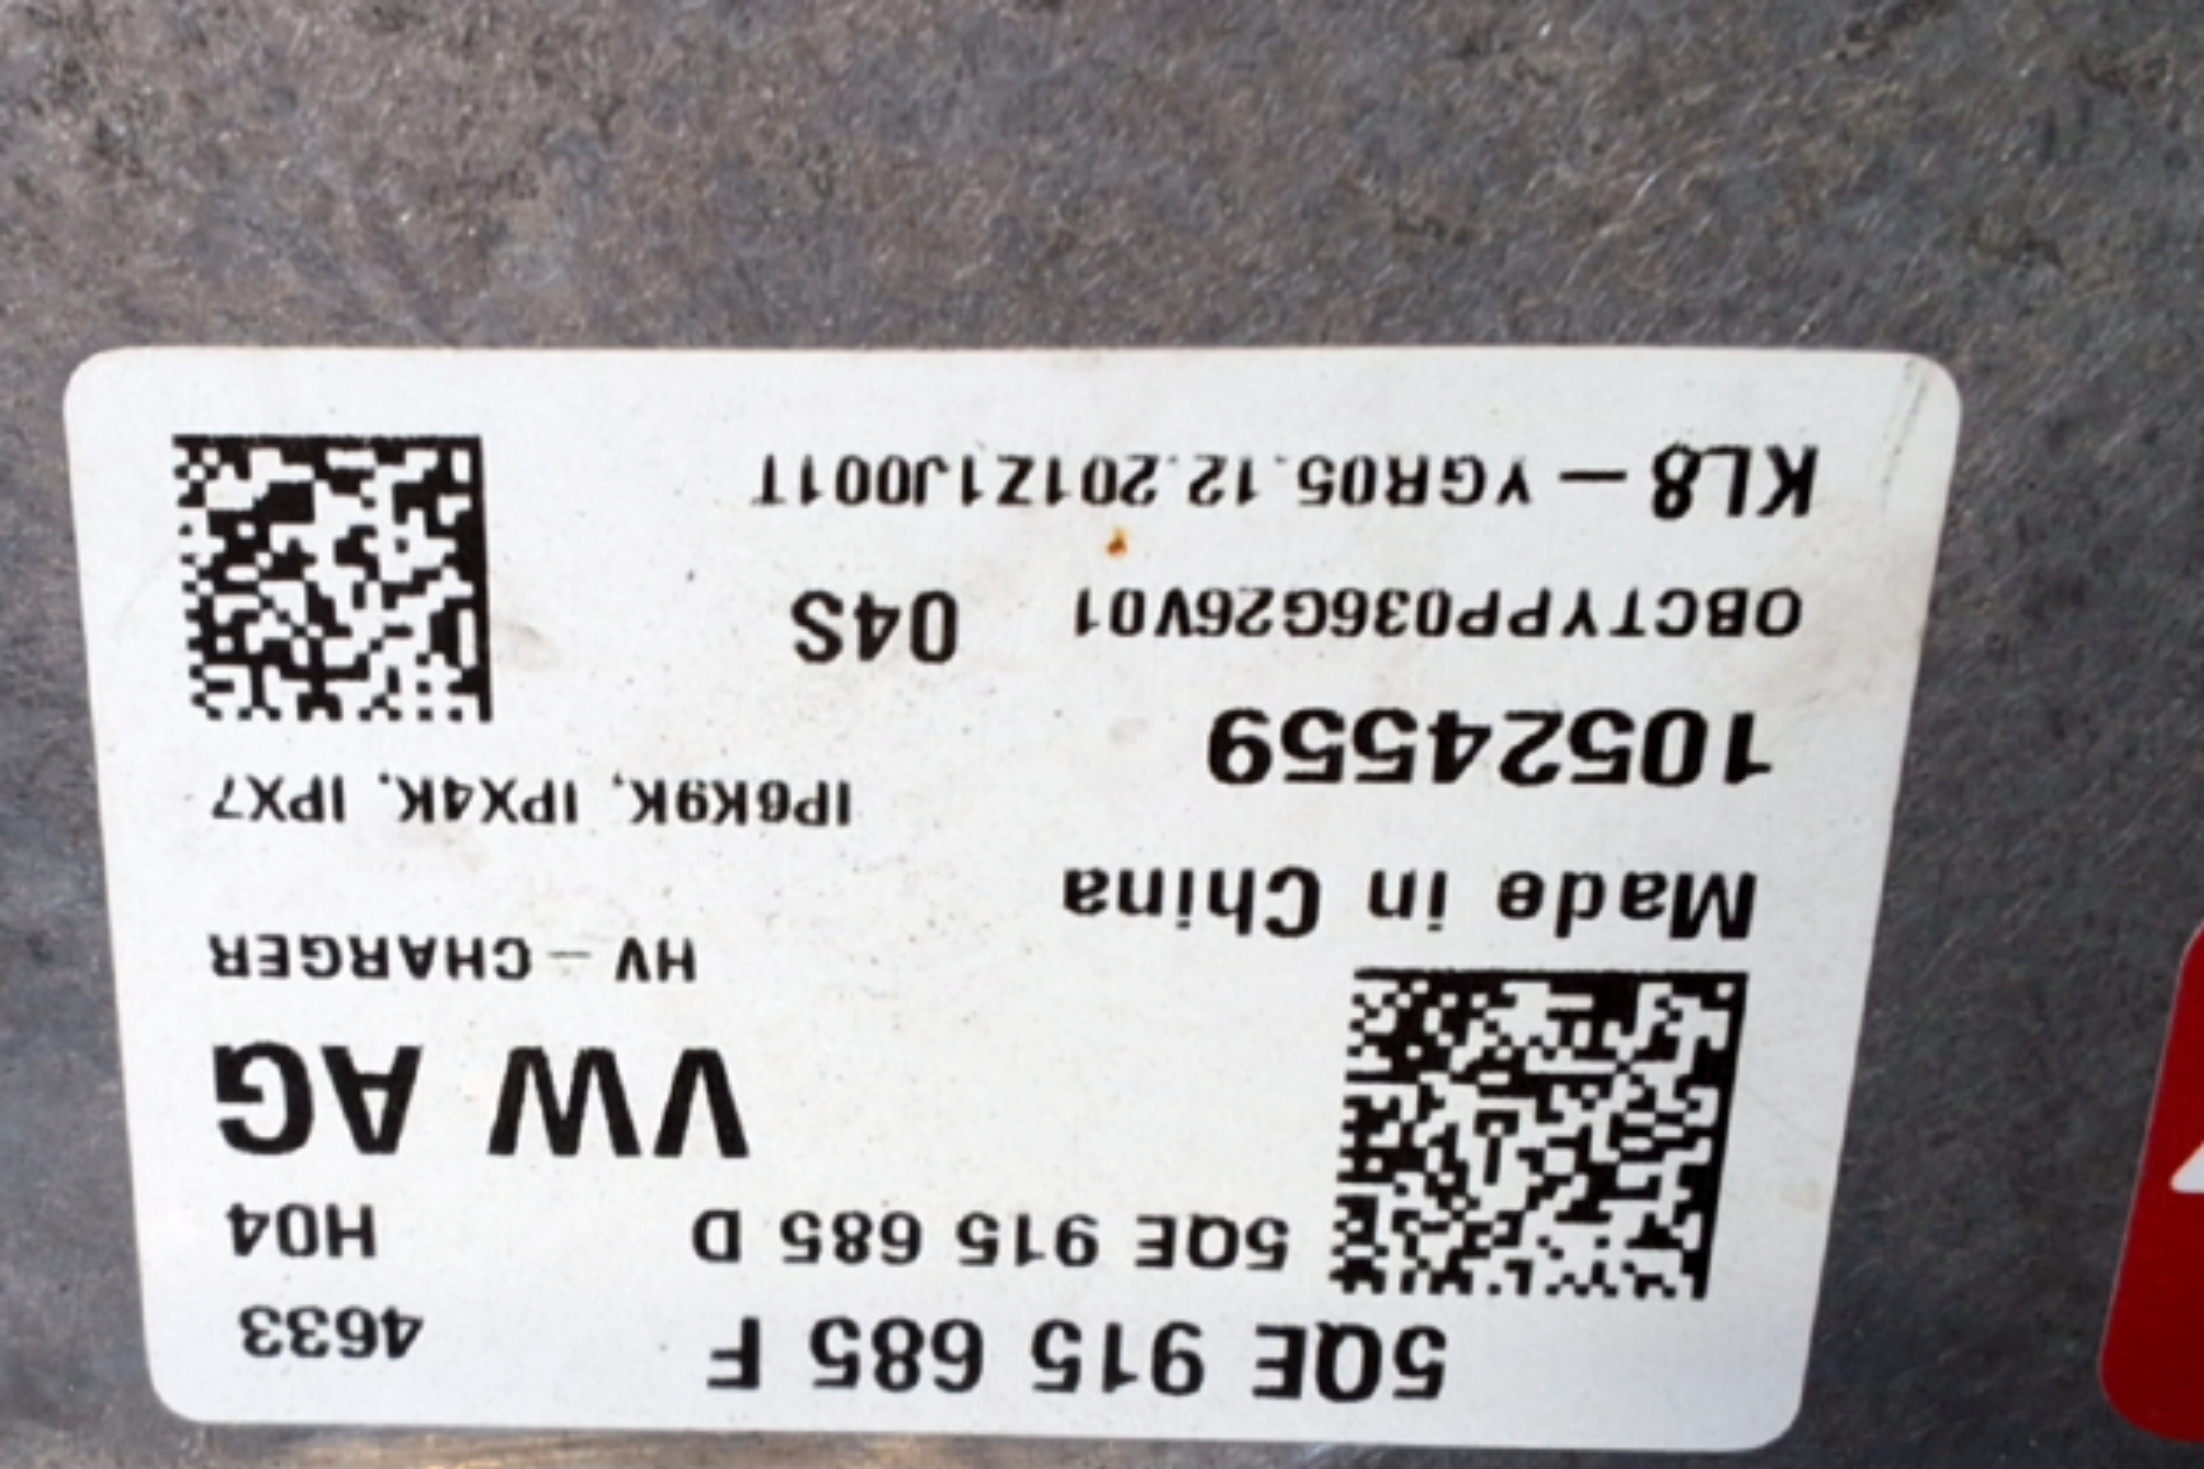 5QE 915 685 F 4633
5QE 915 685 D H04
VW AG
HV - CHARGER
Made in China
10524559 IP6K9K, IPX4K, IPX7
OBCTYPP036G26V01 04S
KL8 - YGR05.12.201Z1J001T